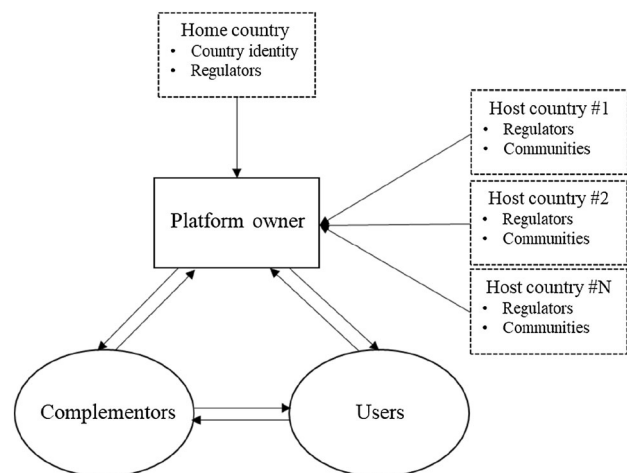 Home country
• Country identity
• Regulators
Host country #1
• Regulators
• Communities
Platform owner
Host country #2
• Regulators
• Communities
Host country #N
• Regulators
• Communities
Complementors
Users